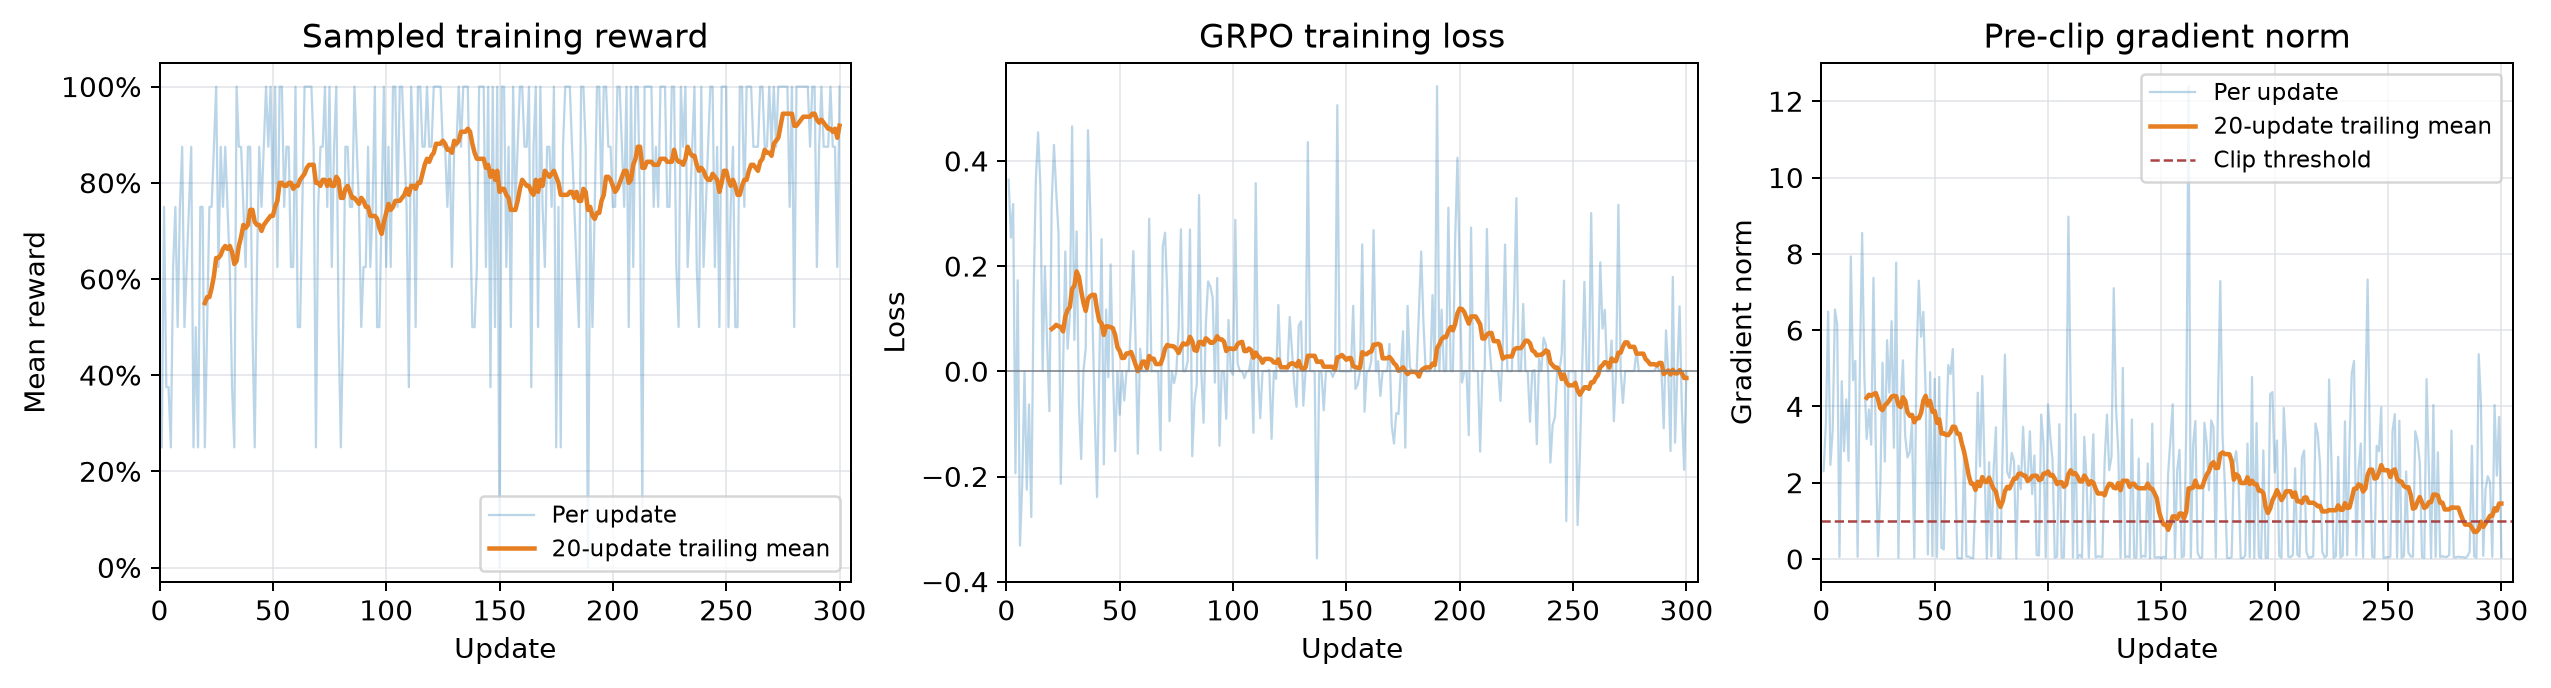 Sampled training reward
Mean reward
100%
80%
60%
40%
20%
0%
0 50 100 150 200 250 300
Update
Per update
20-update trailing mean
GRPO training loss
Loss
0.4
0.2
0.0
−0.2
−0.4
0 50 100 150 200 250 300
Update
Pre-clip gradient norm
Gradient norm
12
10
8
6
4
2
0
0 50 100 150 200 250 300
Update
Per update
20-update trailing mean
Clip threshold